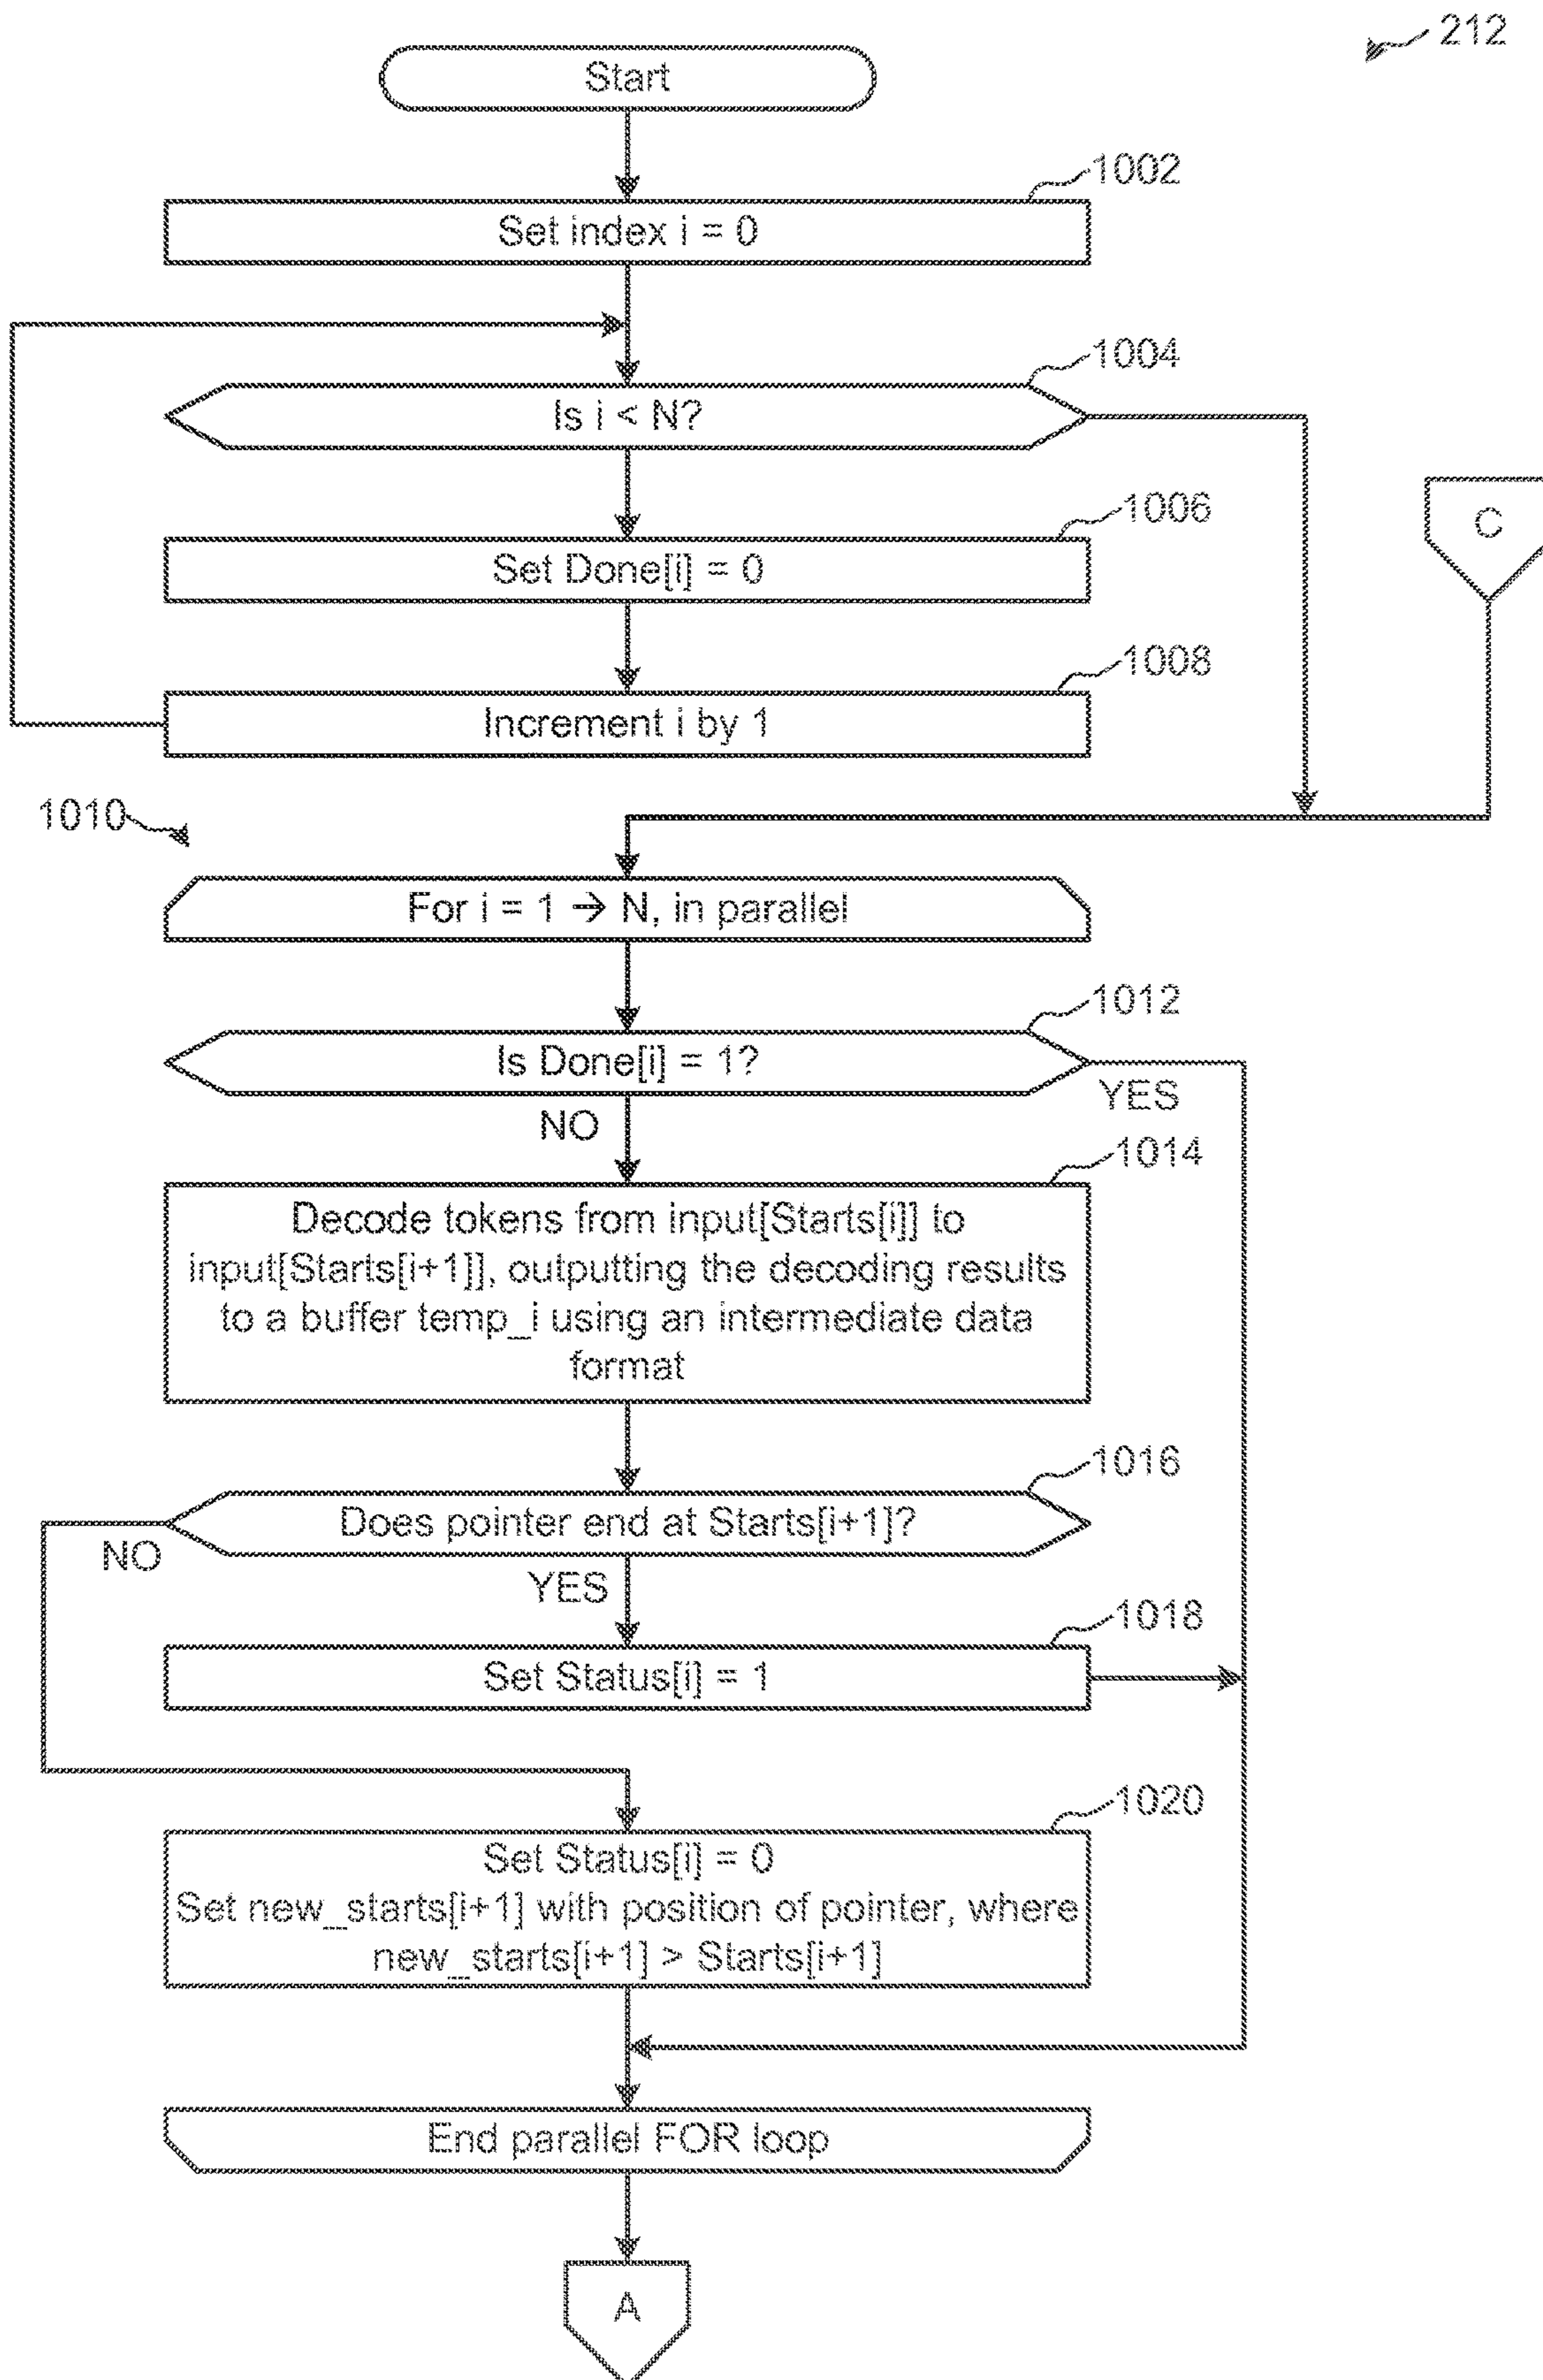 212
Start
1002
Set index i = 0
1004
Is i < N?
1006
Set Done[i] = 0
C
1008
Increment i by 1
1010
For i = 1 → N, in parallel
1012
Is Done[i] = 1?
YES
NO
1014
Decode tokens from input[Starts[i]] to
input[Starts[i+1]], outputting the decoding results
to a buffer temp_i using an intermediate data
format
1016
Does pointer end at Starts[i+1]?
NO
YES
1018
Set Status[i] = 1
1020
Set Status[i] = 0
Set new_starts[i+1] with position of pointer, where
new_starts[i+1] > Starts[i+1]
End parallel FOR loop
A